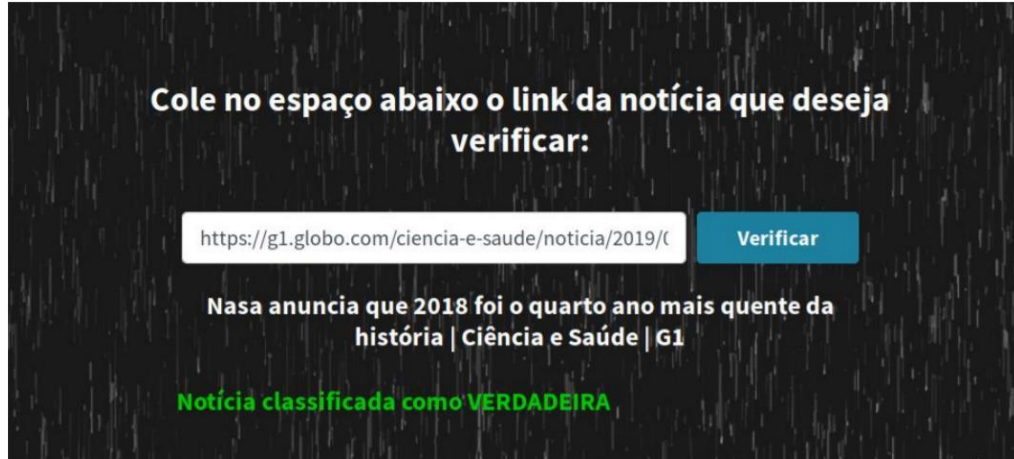 Cole no espaço abaixo o link da notícia que deseja
verificar:
https://g1.globo.com/ciencia-e-saude/noticia/2019/
Verificar
Nasa anuncia que 2018 foi o quarto ano mais quente da
história | Ciência e Saúde | G1
Notícia classificada como VERDADEIRA